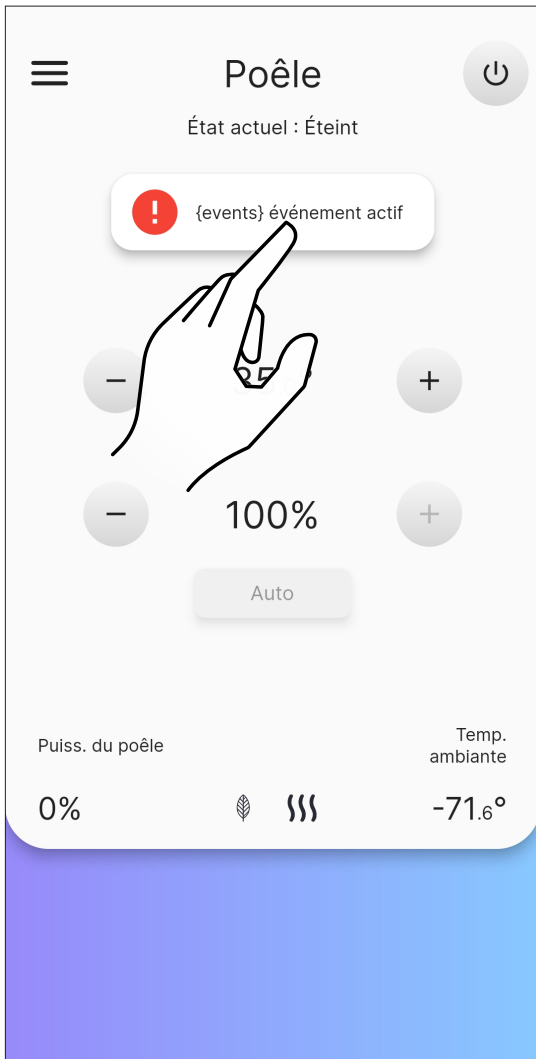 Poêle
État actuel : Éteint
{events} événement actif
100%
Auto
Puiss. du poêle
Temp.
ambiante
0%
-71.6°